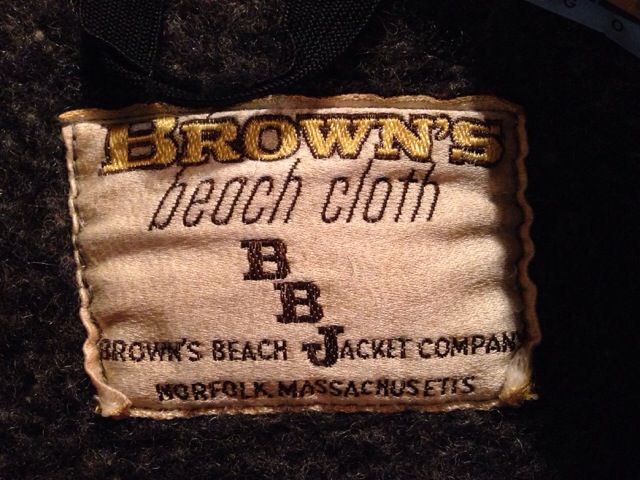 BROWN'S
beach cloth
B
B
BROWN'S BEACH JACKET COMPANY
NORFOLK, MASSACHUSETTS